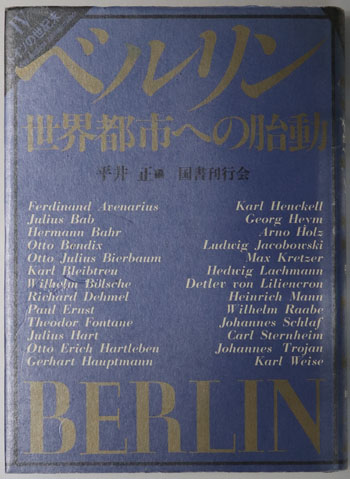 ベルリン
世界都市への胎動
平井 正 編 国書刊行会
Ferdinand Avenarius
Julius Bab
Hermann Bahr
Otto Bendix
Otto Julius Bierbaum
Karl Bleibtreu
Wilhelm Bölsche
Richard Dehmel
Paul Ernst
Theodor Fontane
Julius Hart
Otto Erich Hartleben
Gerhart Hauptmann
Karl Henckell
Georg Heym
Arno Holz
Ludwig Jacobowski
Max Kretzer
Hedwig Lachmann
Detlev von Liliencron
Heinrich Mann
Wilhelm Raabe
Johannes Schlaf
Carl Sternheim
Johannes Trojan
Karl Weise
BERLIN